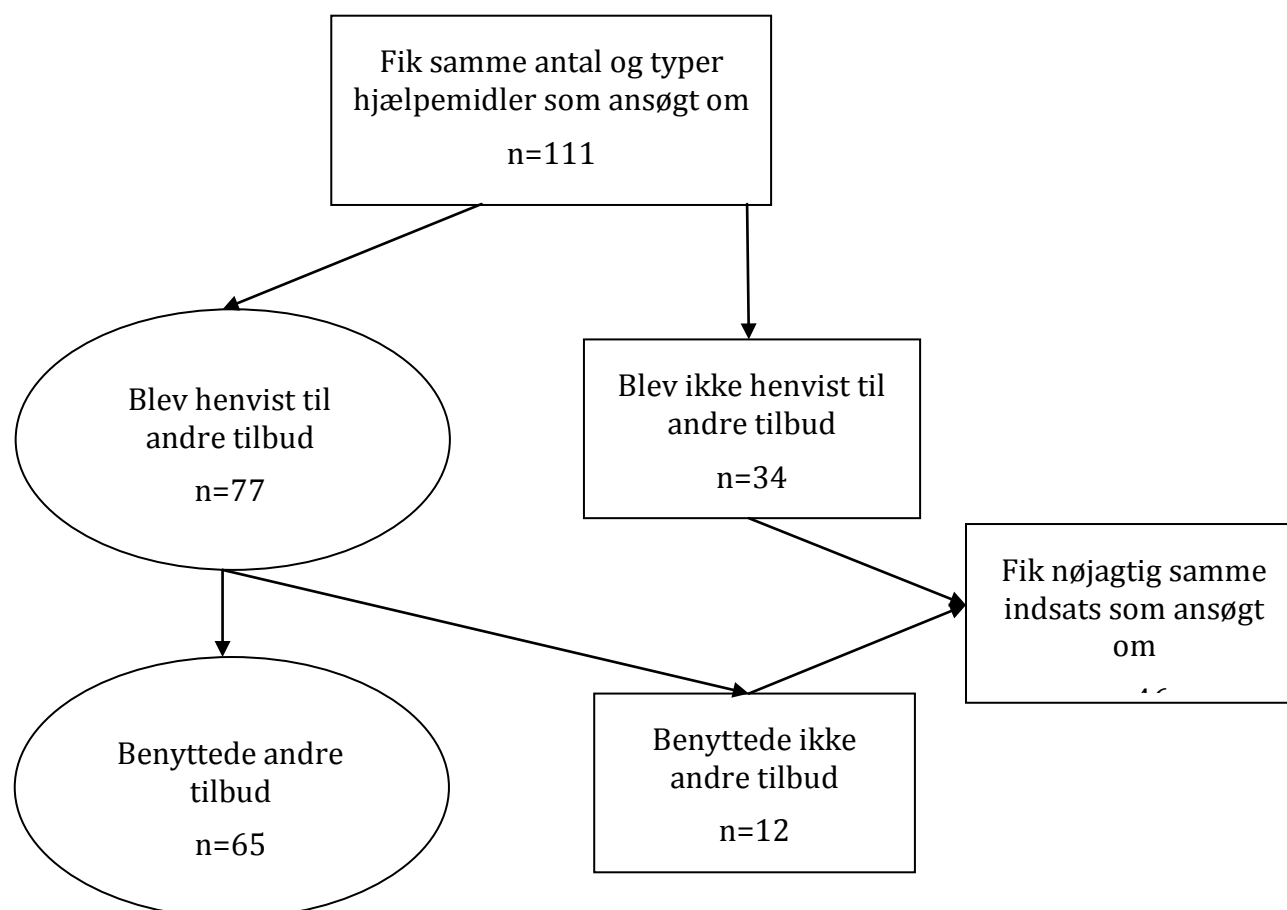 Fik samme antal og typer
hjælpemidler som ansøgt om
n=111
Blev henvist til
andre tilbud
n=77
Blev ikke henvist til
andre tilbud
n=34
Fik nøjagtig samme
indsats som ansøgt
om
Benyttede andre
tilbud
n=65
Benyttede ikke
andre tilbud
n=12